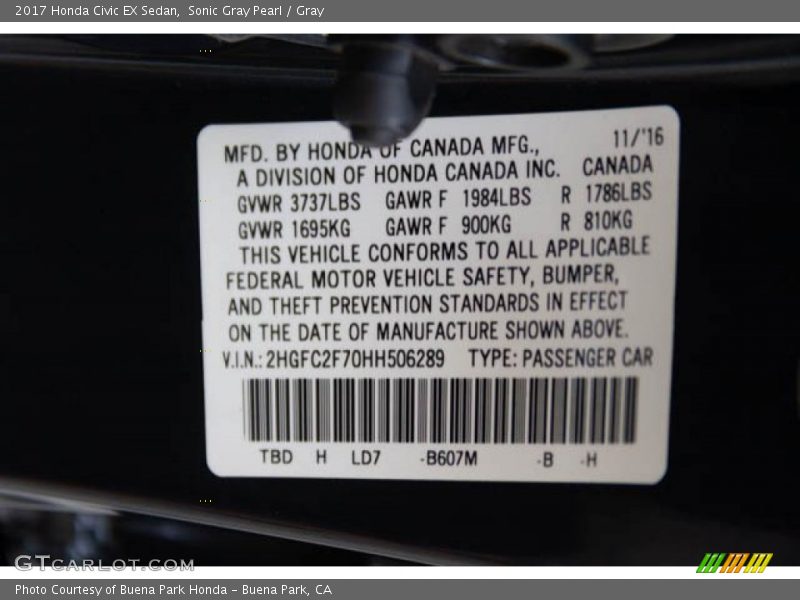 2017 Honda Civic EX Sedan, Sonic Gray Pearl / Gray
MFD. BY HONDA OF CANADA MFG., 11/'16
A DIVISION OF HONDA CANADA INC. CANADA
GVWR 3737LBS GAWR F 1984LBS R 1786LBS
GVWR 1695KG GAWR F 900KG R 810KG
THIS VEHICLE CONFORMS TO ALL APPLICABLE
FEDERAL MOTOR VEHICLE SAFETY, BUMPER,
AND THEFT PREVENTION STANDARDS IN EFFECT
ON THE DATE OF MANUFACTURE SHOWN ABOVE.
V.I.N.: 2HGFC2F70HH506289 TYPE: PASSENGER CAR
TBD H LD7 -B607M -B -H
GTCARLOT.COM
Photo Courtesy of Buena Park Honda - Buena Park, CA